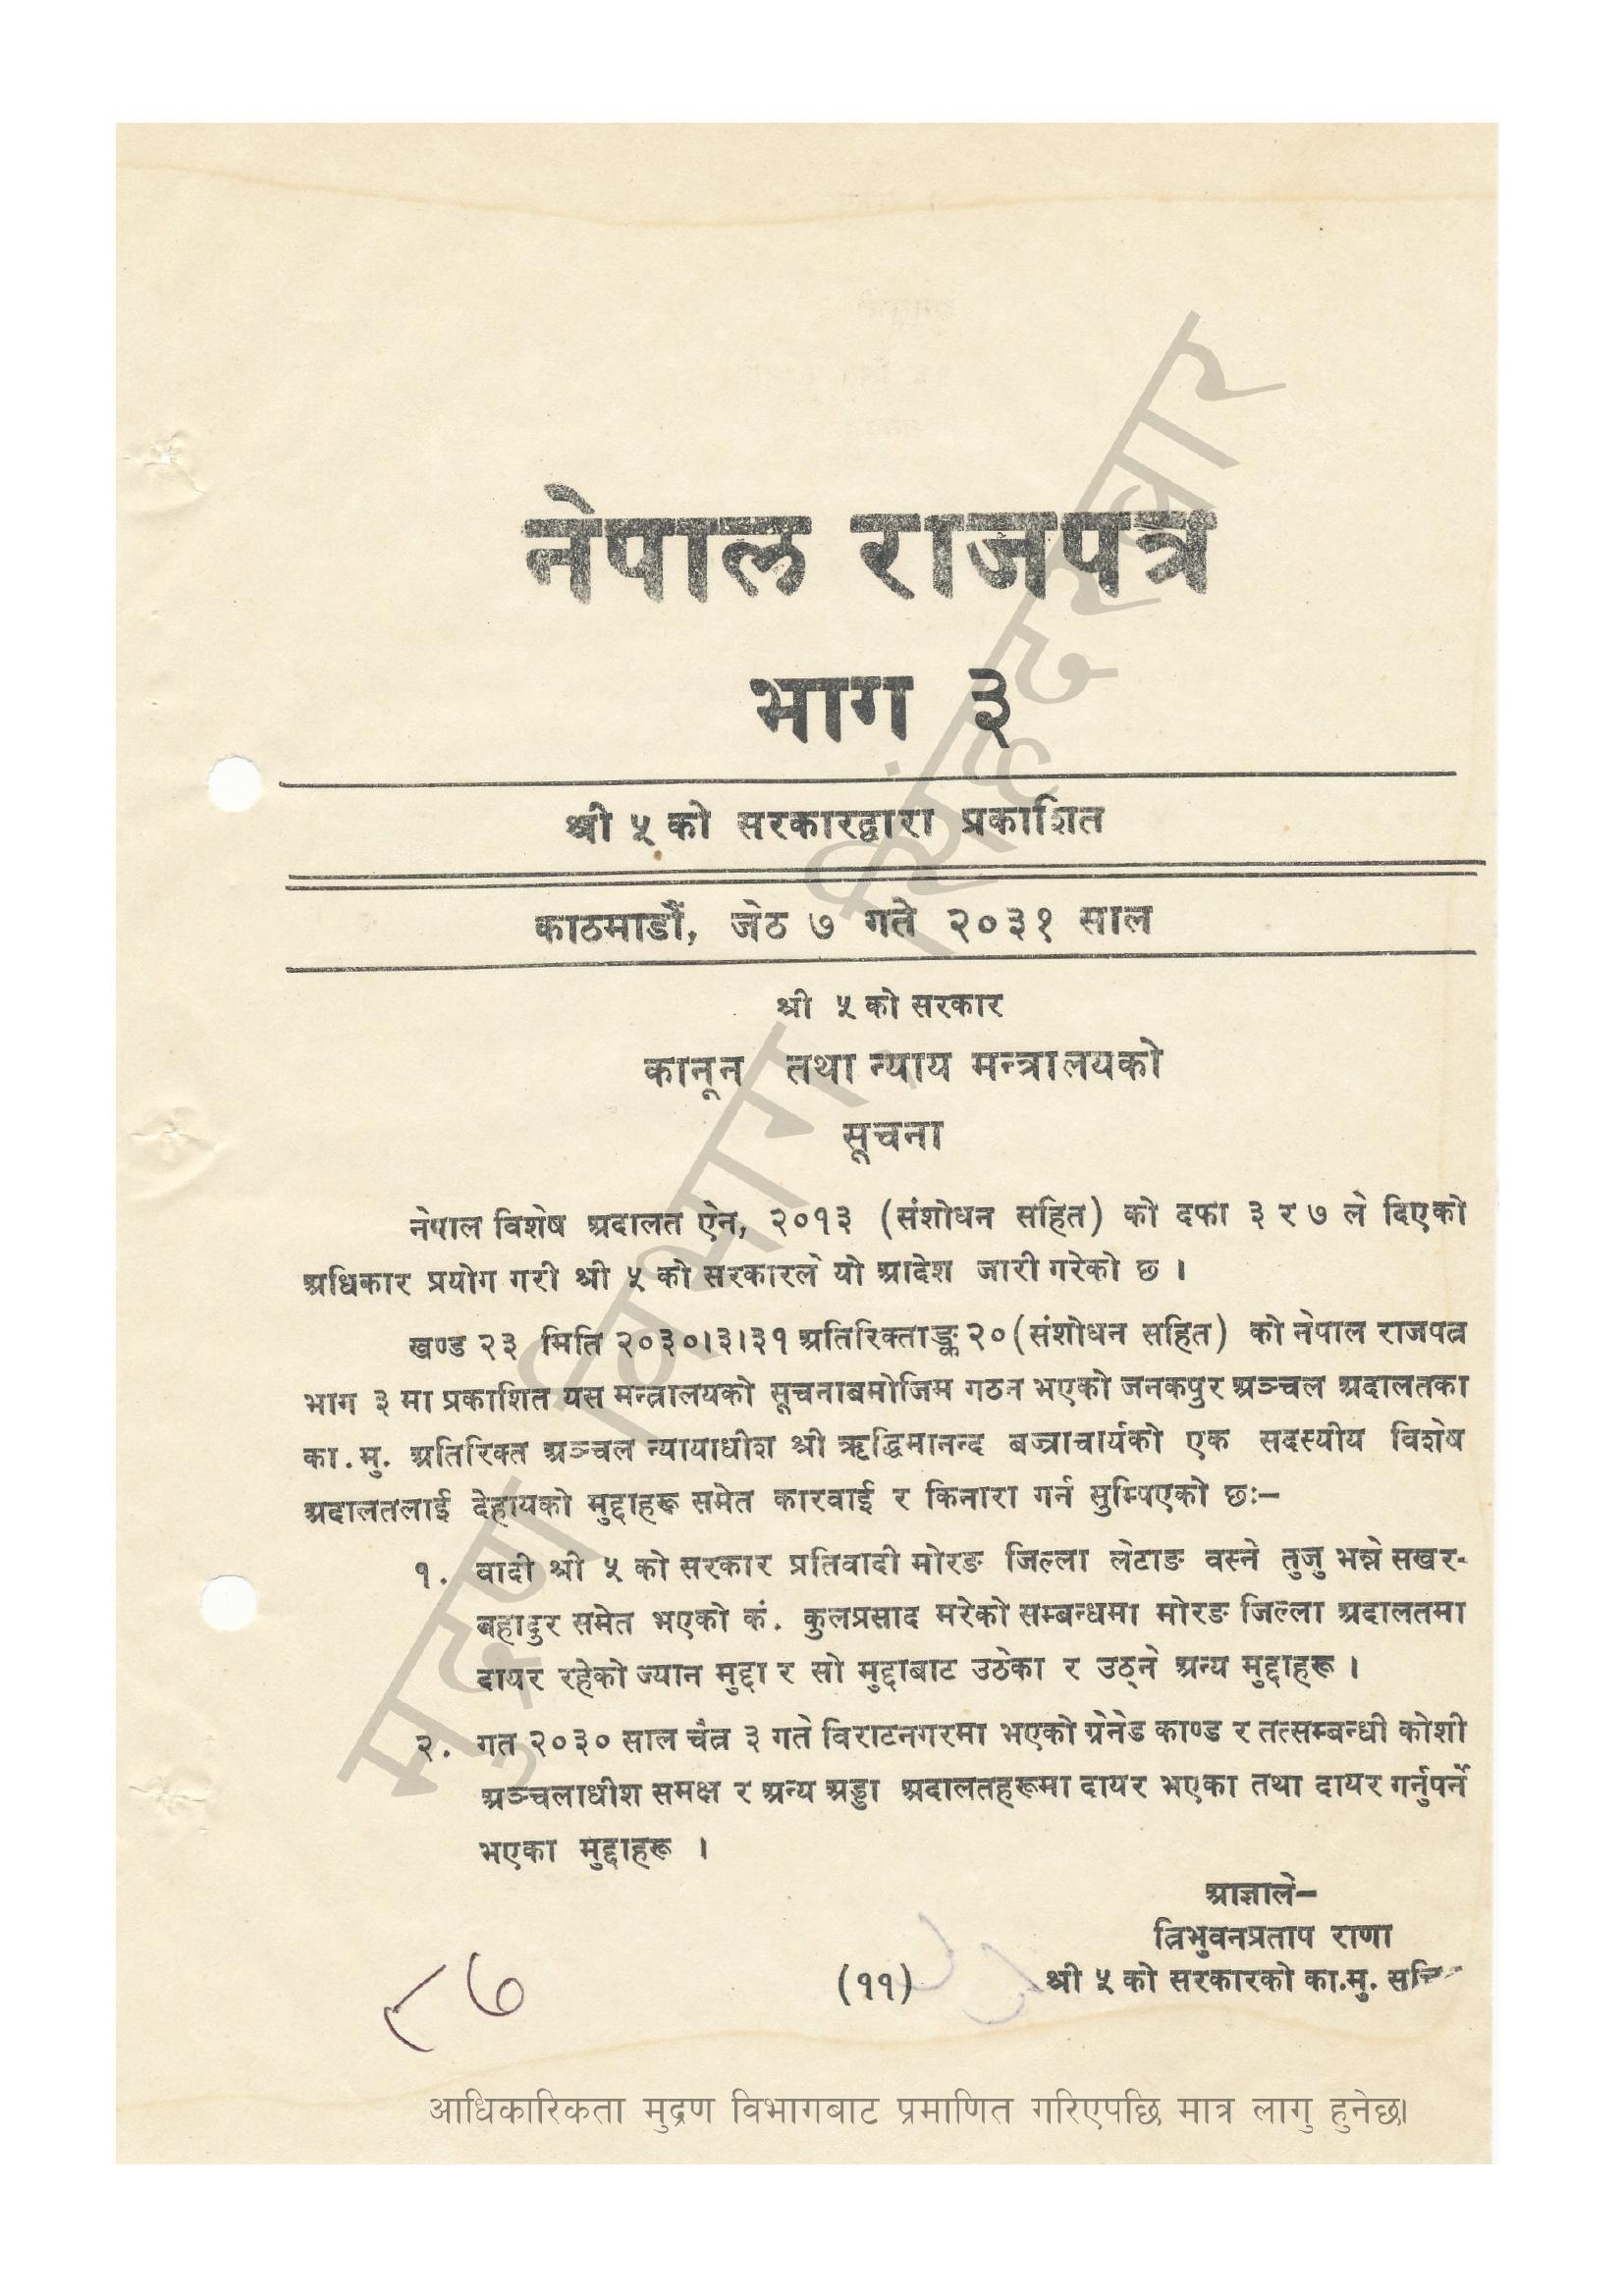 नेपाल राजपत्र
भाग ३
श्री ५ को सरकारद्वारा प्रकाशित
काठमाडौं, जेठ ७ गते २०३१ साल
श्री ५ को सरकार
कानून तथा न्याय मन्त्रालयको
सूचना
नेपाल विशेष अदालत ऐन, २०१३ (संशोधन सहित) को दफा ३ र ७ ले दिएको
अधिकार प्रयोग गरी श्री ५ को सरकारले यो आदेश जारी गरेको छ ।
खण्ड २३ मिति २०३०।३।३१ अतिरिक्ताङ्क २० (संशोधन सहित) को नेपाल राजपत्र
भाग ३ मा प्रकाशित यस मन्त्रालयको सूचनाबमोजिम गठन भएको जनकपुर अञ्चल अदालतका
का.मु. अतिरिक्त अञ्चल न्यायाधीश श्री ऋद्धिमानन्द बज्राचार्यको एक सदस्यीय विशेष
अदालतलाई देहायको मुद्दाहरू समेत कारवाई र किनारा गर्न सुम्पिएको छः–
१. वादी श्री ५ को सरकार प्रतिवादी मोरङ जिल्ला लेटाङ वस्ने तुजु भन्ने सखर-
बहादुर समेत भएको कं. कुलप्रसाद मरेको सम्बन्धमा मोरङ जिल्ला अदालतमा
दायर रहेको ज्यान मुद्दा र सो मुद्दाबाट उठेका र उठ्ने अन्य मुद्दाहरू ।
२. गत २०३० साल चैत्र ३ गते विराटनगरमा भएको ग्रेनेड काण्ड र तत्सम्बन्धी कोशी
अञ्चलाधीश समक्ष र अन्य अड्डा अदालतहरूमा दायर भएका तथा दायर गर्नुपर्ने
भएका मुद्दाहरू ।
आज्ञाले–
त्रिभुवनप्रताप राणा
श्री ५ को सरकारको का.मु.
(११)
८७
मुद्रण विभाग, सिंहदरबार
आधिकारिकता मुद्रण विभागबाट प्रमाणित गरिएपछि मात्र लागु हुनेछ।